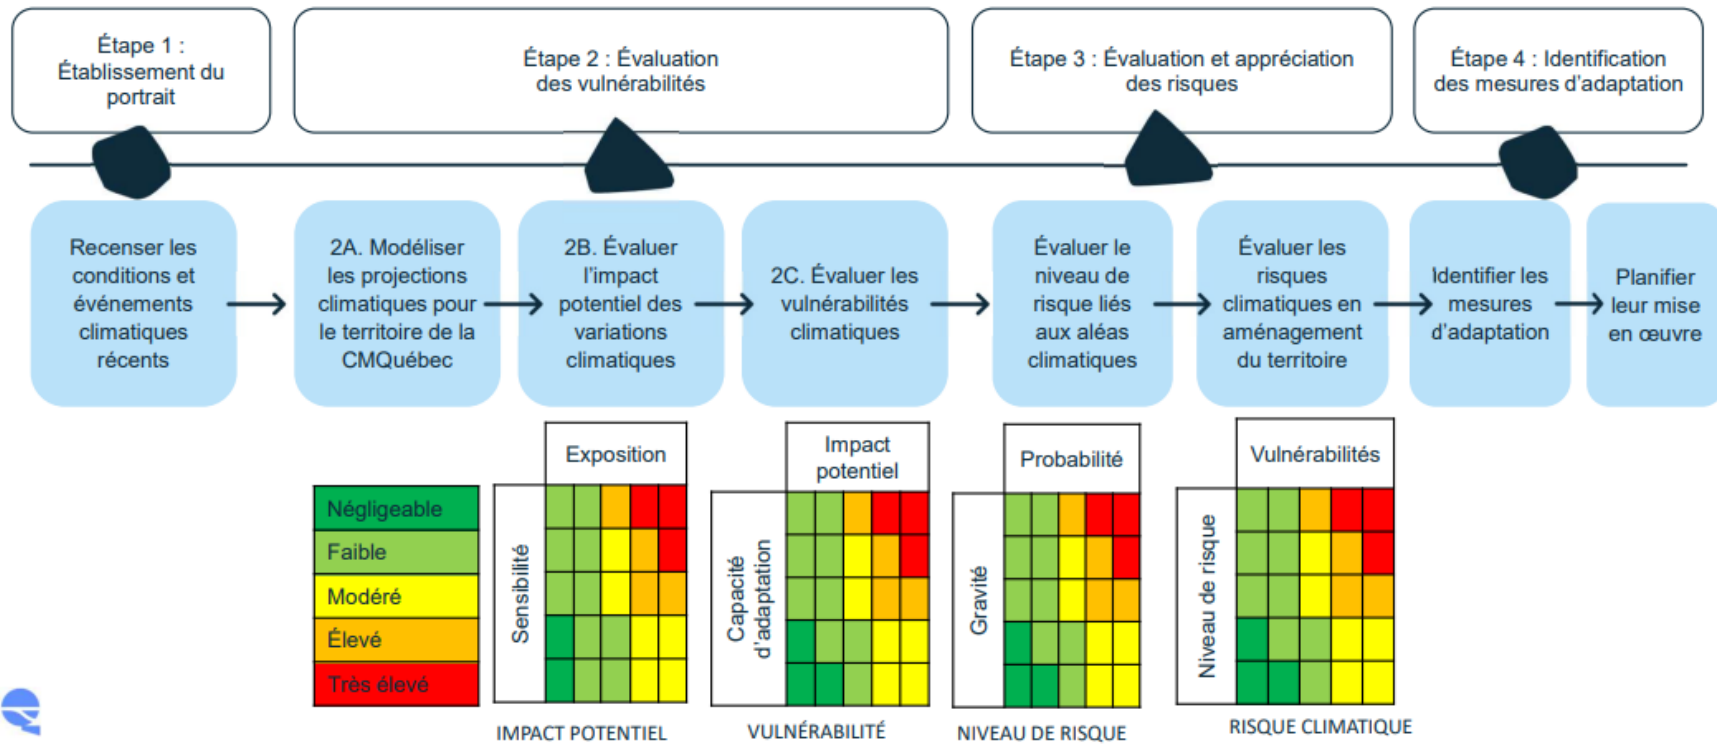 Étape 1 :
Établissement du
portrait
Étape 2 : Évaluation
des vulnérabilités
Étape 3 : Évaluation et appréciation
des risques
Étape 4 : Identification
des mesures d'adaptation
Recenser les
conditions et
événements
climatiques
récents
2A. Modéliser
les projections
climatiques pour
le territoire de la
CMQuébec
2B. Évaluer
l'impact
potentiel des
variations
climatiques
2C. Évaluer les
vulnérabilités
climatiques
Évaluer le
niveau de
risque liés
aux aléas
climatiques
Évaluer les
risques
climatiques en
aménagement
du territoire
Identifier les
mesures
d'adaptation
Planifier
leur mise
en œuvre
Négligeable
Faible
Modéré
Élevé
Très élevé
Exposition
Sensibilité
IMPACT POTENTIEL
Impact
potentiel
Capacité
d'adaptation
VULNÉRABILITÉ
Probabilité
Gravité
NIVEAU DE RISQUE
Vulnérabilités
Niveau de risque
RISQUE CLIMATIQUE